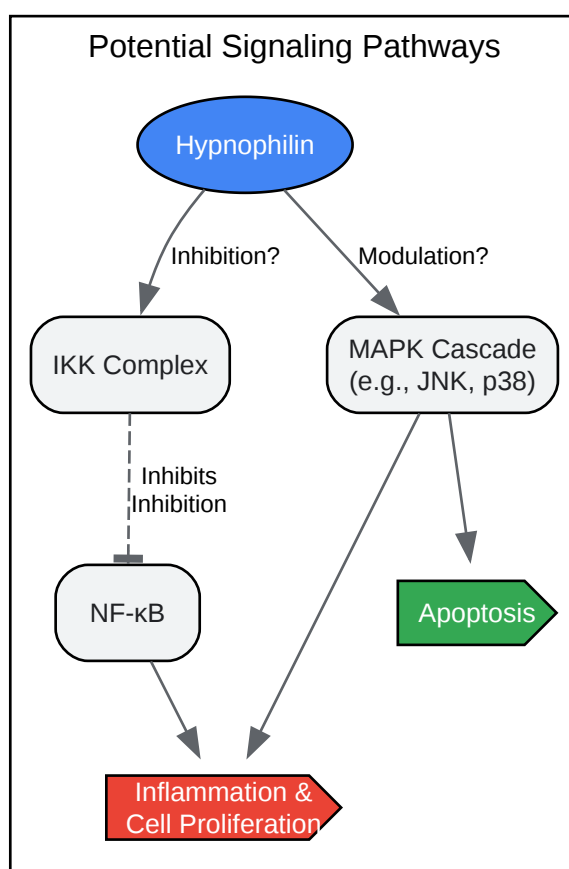 Potential Signaling Pathways
Hypnophilin
Inhibition?
Modulation?
IKK Complex
MAPK Cascade
(e.g., JNK, p38)
Inhibits
Inhibition
NF-κB
Apoptosis
Inflammation &
Cell Proliferation